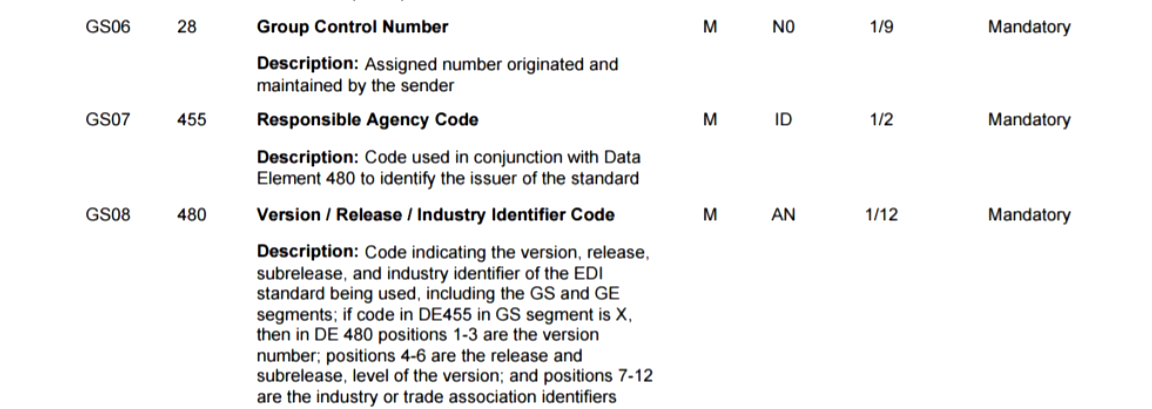 GS06 28 Group Control Number M N0 1/9 Mandatory
Description: Assigned number originated and
maintained by the sender
GS07 455 Responsible Agency Code M ID 1/2 Mandatory
Description: Code used in conjunction with Data
Element 480 to identify the issuer of the standard
GS08 480 Version / Release / Industry Identifier Code M AN 1/12 Mandatory
Description: Code indicating the version, release,
subrelease, and industry identifier of the EDI
standard being used, including the GS and GE
segments; if code in DE455 in GS segment is X,
then in DE 480 positions 1-3 are the version
number; positions 4-6 are the release and
subrelease, level of the version; and positions 7-12
are the industry or trade association identifiers